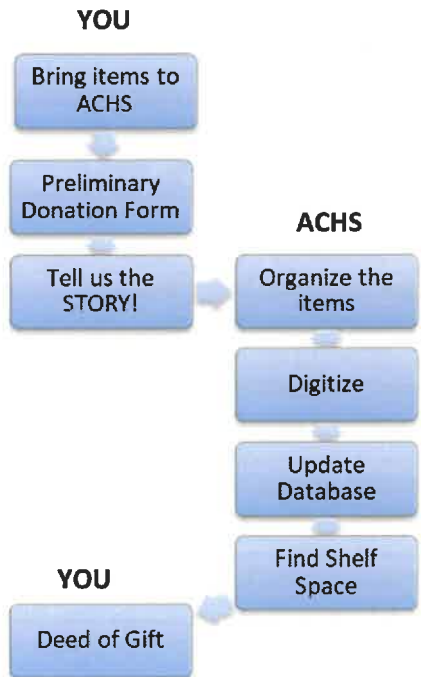 YOU
Bring items to
ACHS
Preliminary
Donation Form
Tell us the
STORY!
ACHS
Organize the
items
Digitize
Update
Database
Find Shelf
Space
YOU
Deed of Gift